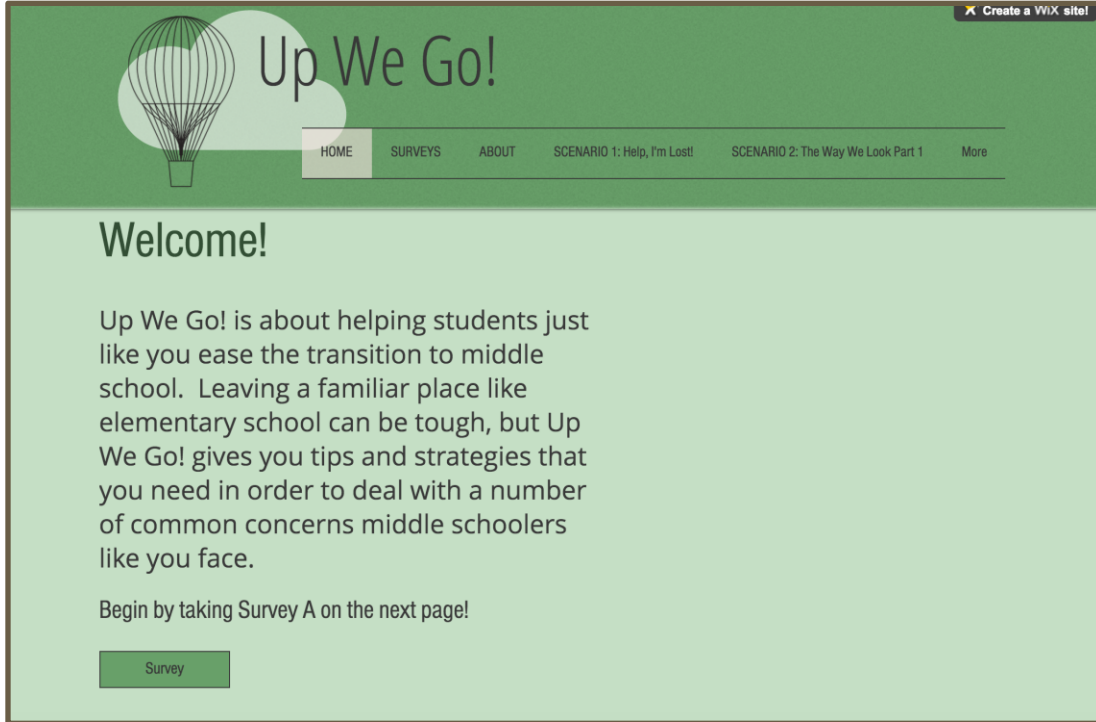 X Create a WiX site!
Up We Go!
HOME SURVEYS ABOUT SCENARIO 1: Help, I'm Lost! SCENARIO 2: The Way We Look Part 1 More
Welcome!
Up We Go! is about helping students just
like you ease the transition to middle
school.  Leaving a familiar place like
elementary school can be tough, but Up
We Go! gives you tips and strategies that
you need in order to deal with a number
of common concerns middle schoolers
like you face.
Begin by taking Survey A on the next page!
Survey